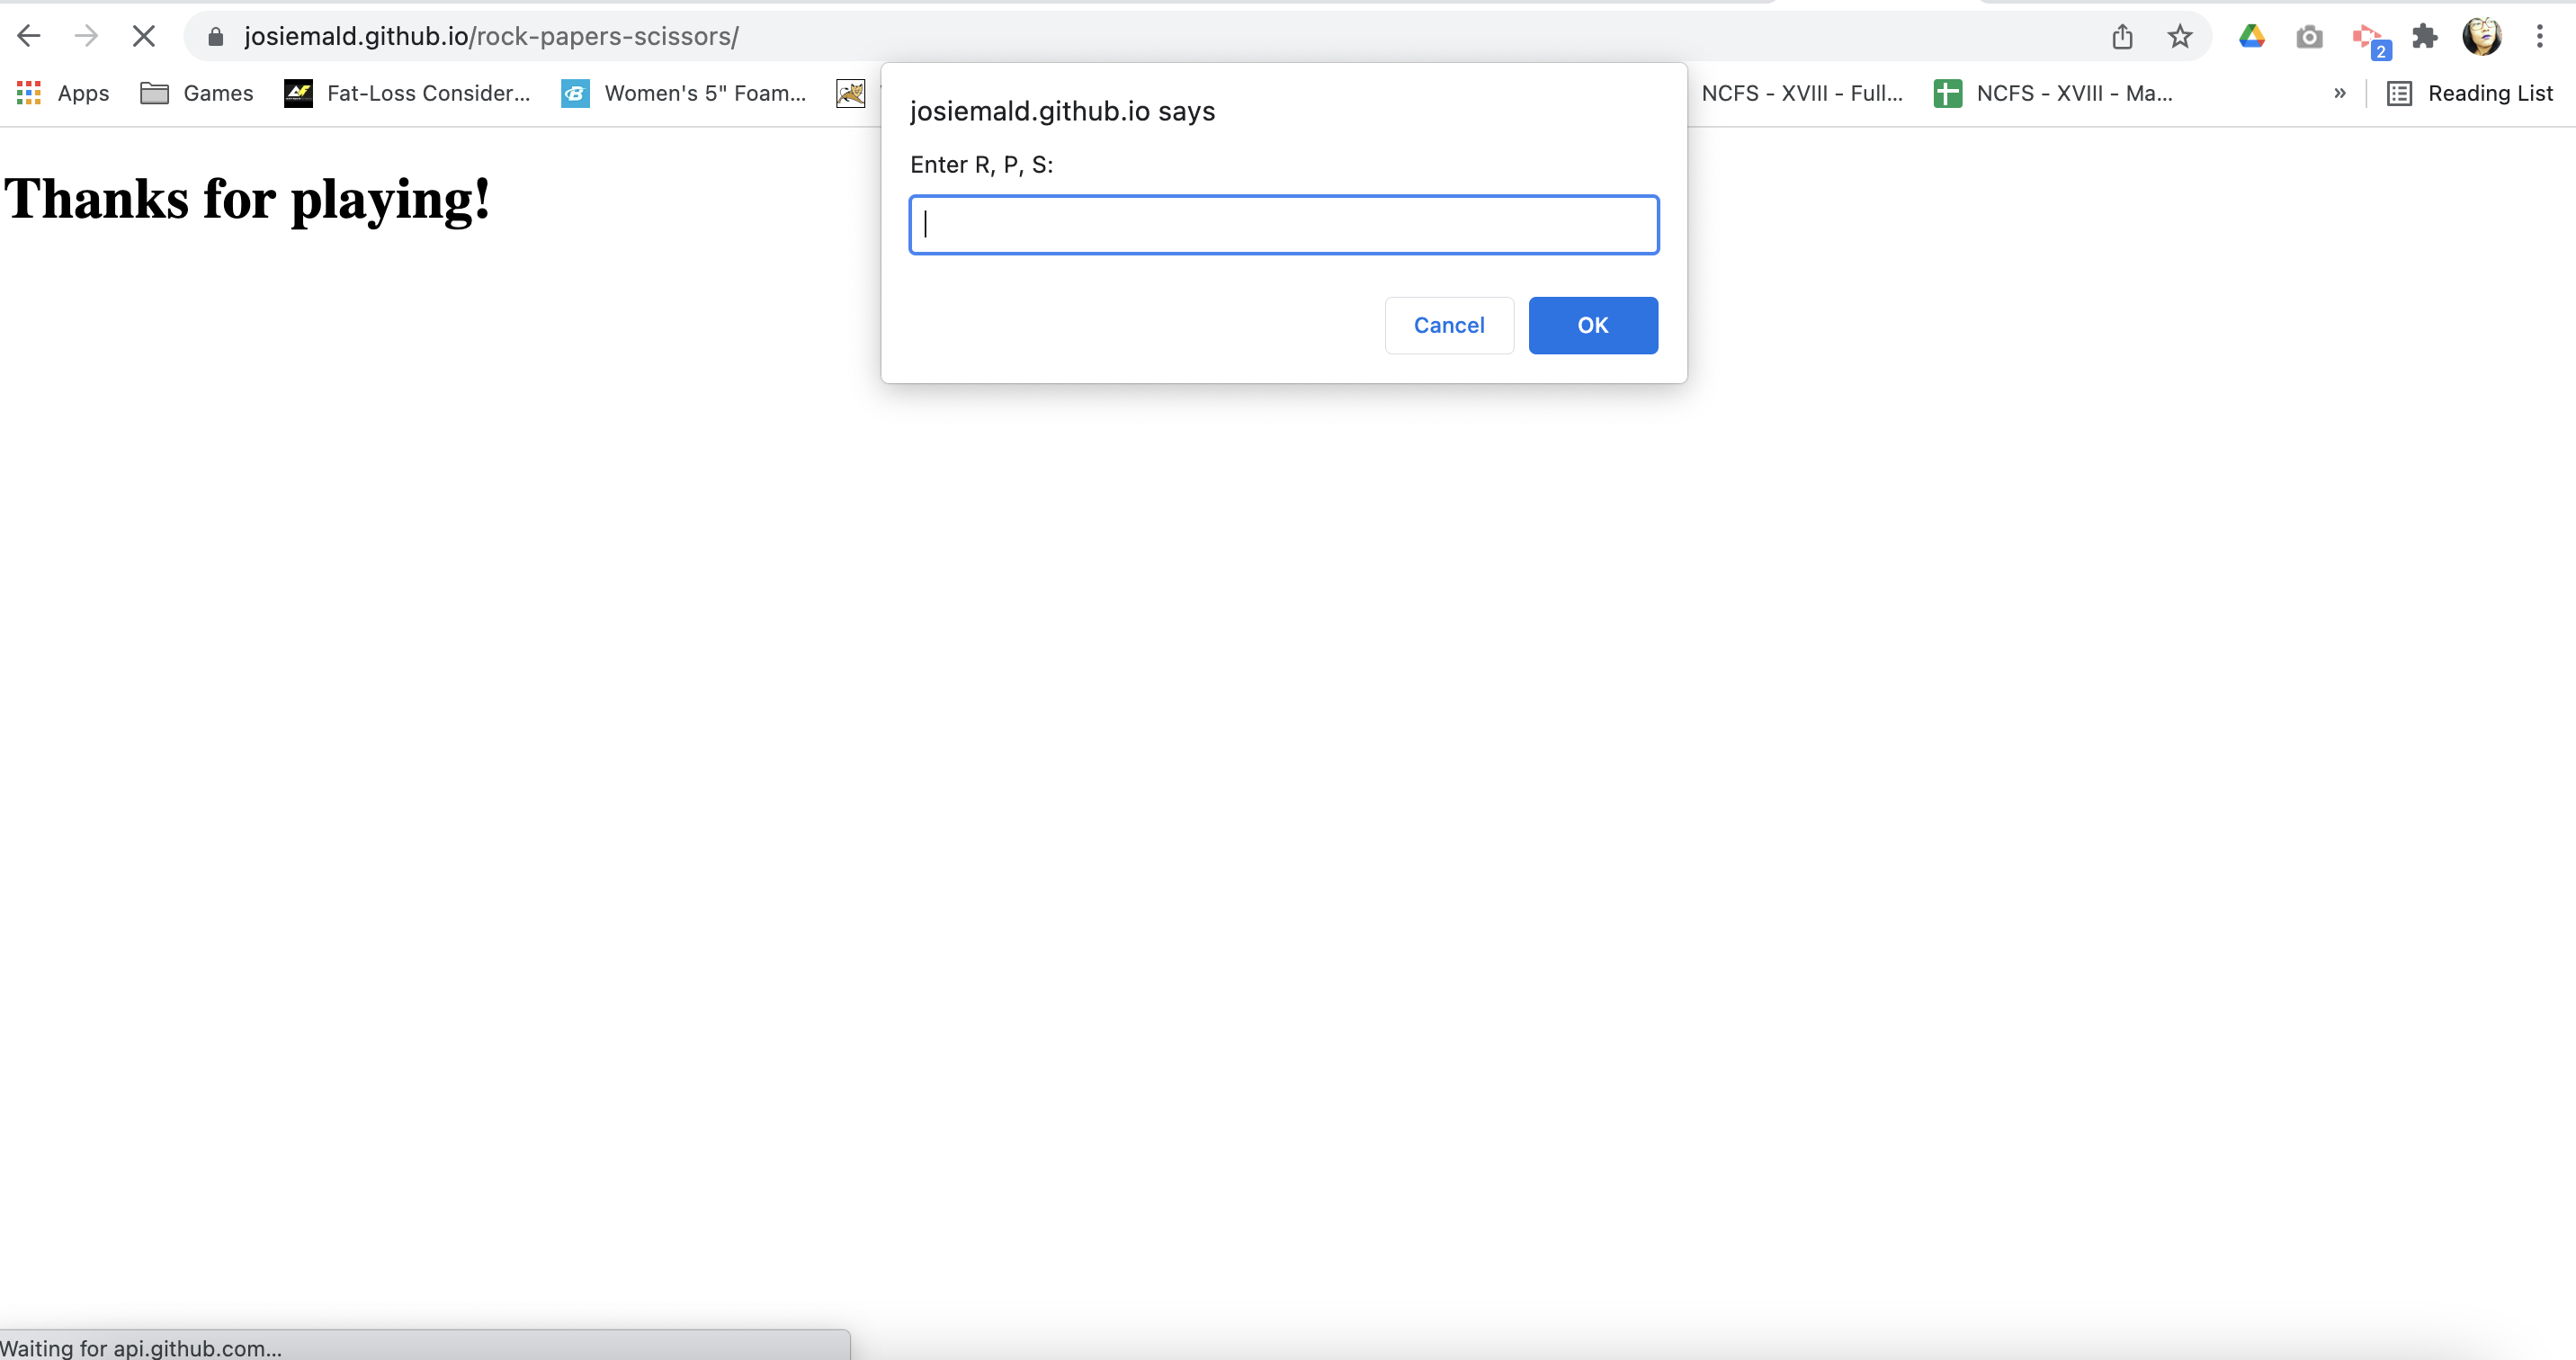 josiemald.github.io/rock-papers-scissors/
2
Apps Games Fat-Loss Consider... Women's 5" Foam... NCFS - XVIII - Full... NCFS - XVIII - Ma... » Reading List
josiemald.github.io says
Enter R, P, S:
Cancel OK
Thanks for playing!
Waiting for api.github.com...